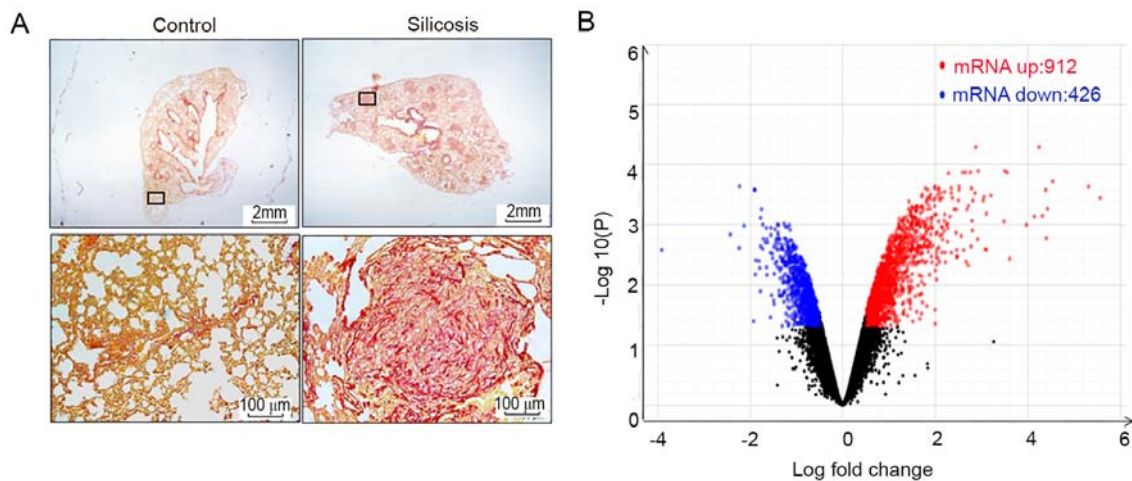 A
Control
Silicosis
2mm
2mm
100 μm
100 μm
B
6
5
4
3
2
1
0
-4
-2
0
2
4
6
-Log 10(P)
Log fold change
mRNA up:912
mRNA down:426